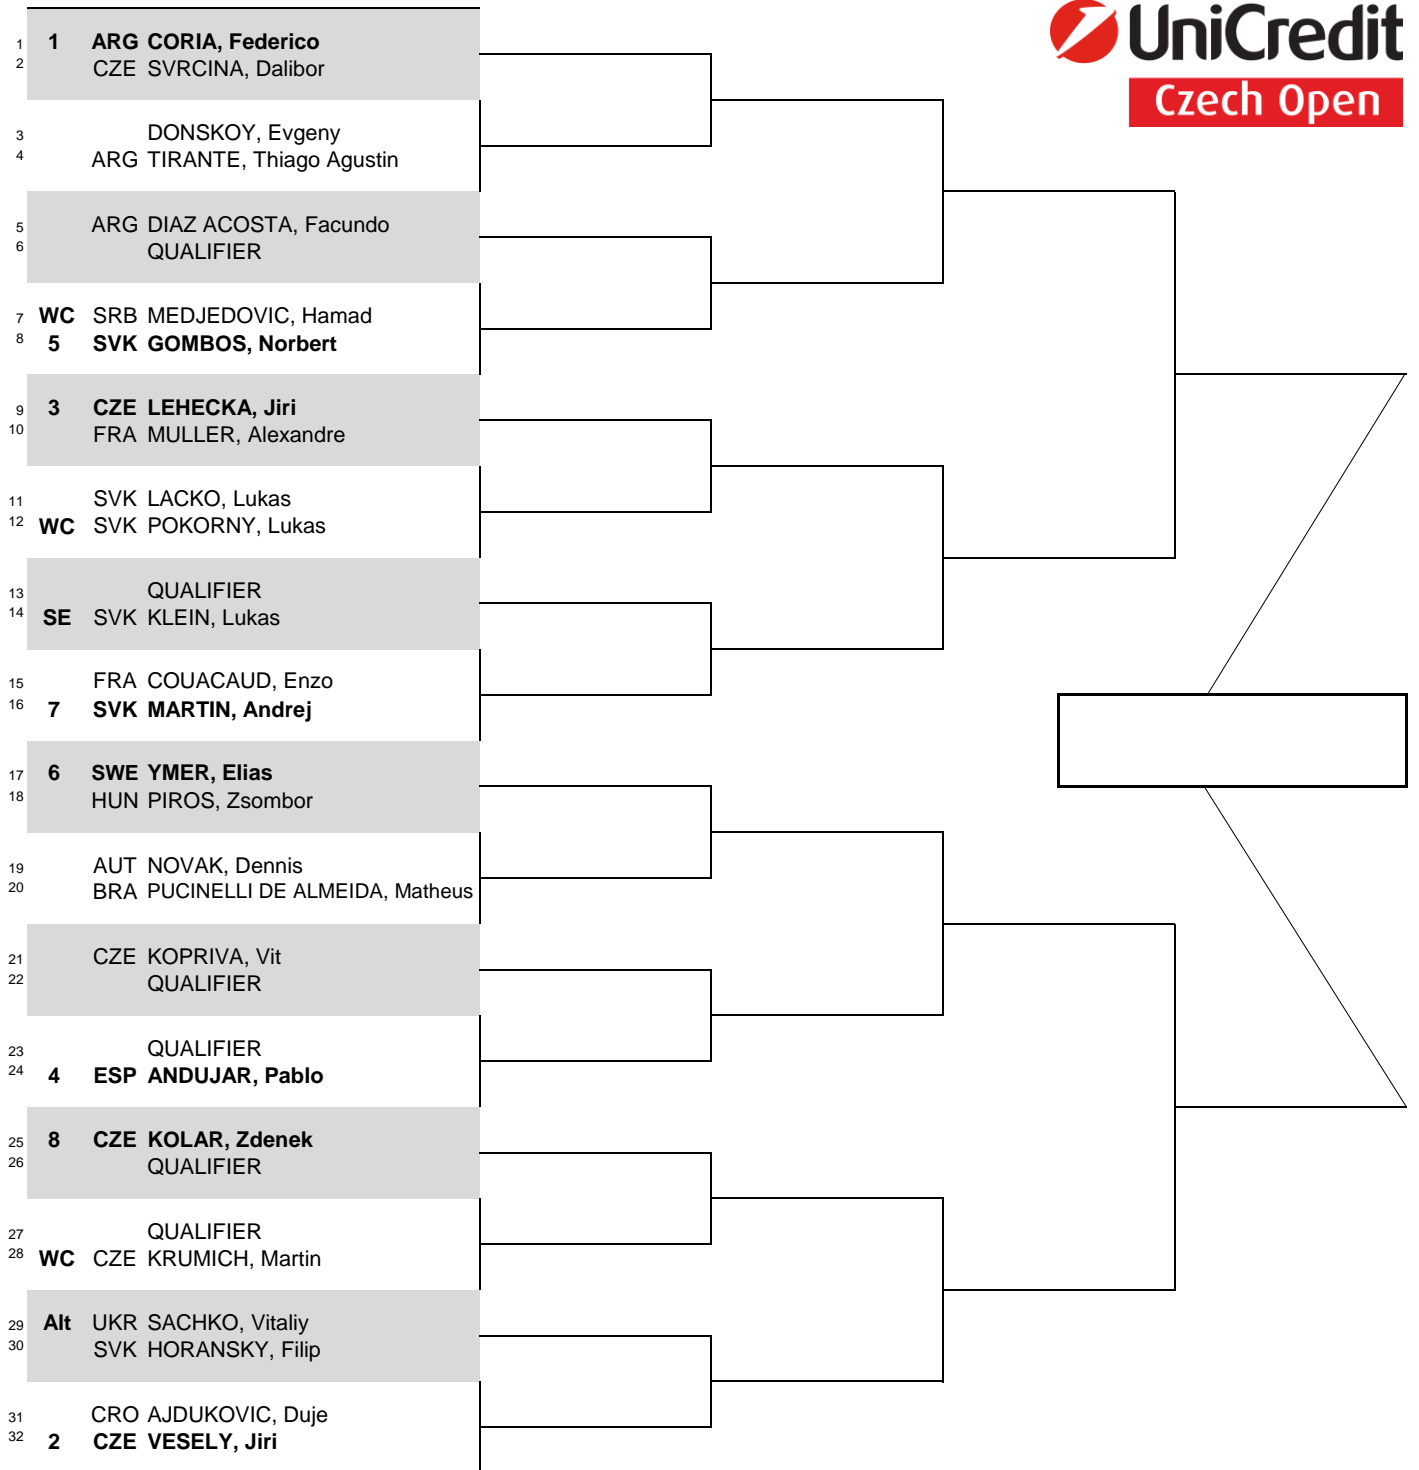 UniCredit
Czech Open
1 1 ARG CORIA, Federico
2 CZE SVRCINA, Dalibor
3 DONSKOY, Evgeny
4 ARG TIRANTE, Thiago Agustin
5 ARG DIAZ ACOSTA, Facundo
6 QUALIFIER
7 WC SRB MEDJEDOVIC, Hamad
8 5 SVK GOMBOS, Norbert
9 3 CZE LEHECKA, Jiri
10 FRA MULLER, Alexandre
11 SVK LACKO, Lukas
12 WC SVK POKORNY, Lukas
13 QUALIFIER
14 SE SVK KLEIN, Lukas
15 FRA COUACAUD, Enzo
16 7 SVK MARTIN, Andrej
17 6 SWE YMER, Elias
18 HUN PIROS, Zsombor
19 AUT NOVAK, Dennis
20 BRA PUCINELLI DE ALMEIDA, Matheus
21 CZE KOPRIVA, Vit
22 QUALIFIER
23 QUALIFIER
24 4 ESP ANDUJAR, Pablo
25 8 CZE KOLAR, Zdenek
26 QUALIFIER
27 QUALIFIER
28 WC CZE KRUMICH, Martin
29 Alt UKR SACHKO, Vitaliy
30 SVK HORANSKY, Filip
31 CRO AJDUKOVIC, Duje
32 2 CZE VESELY, Jiri